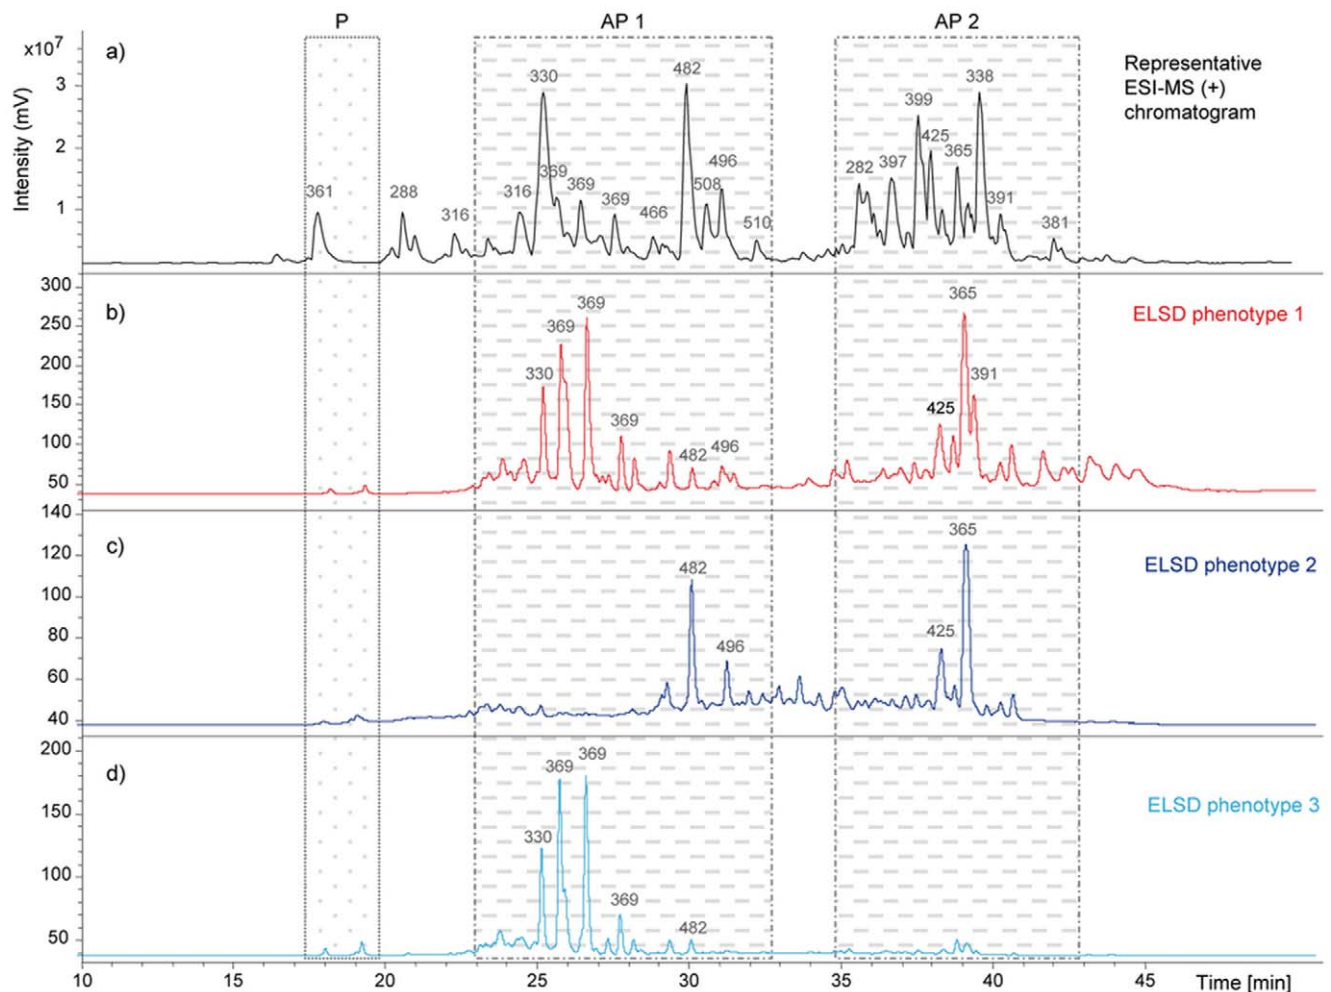 P AP 1 AP 2
x10⁷
a)
Representative
ESI-MS (+)
chromatogram
Intensity (mV)
3
2
1
361 288 316 316 330 369 369 369 466 482 508 496 510 282 397 399 425 365 338 391 381
b)
ELSD phenotype 1
300
250
200
150
100
50
330 369 369 369 482 496 425 365 391
c)
ELSD phenotype 2
140
120
100
80
60
40
482 496 425 365
d)
ELSD phenotype 3
200
150
100
50
330 369 369 369 482
10 15 20 25 30 35 40 45 Time [min]